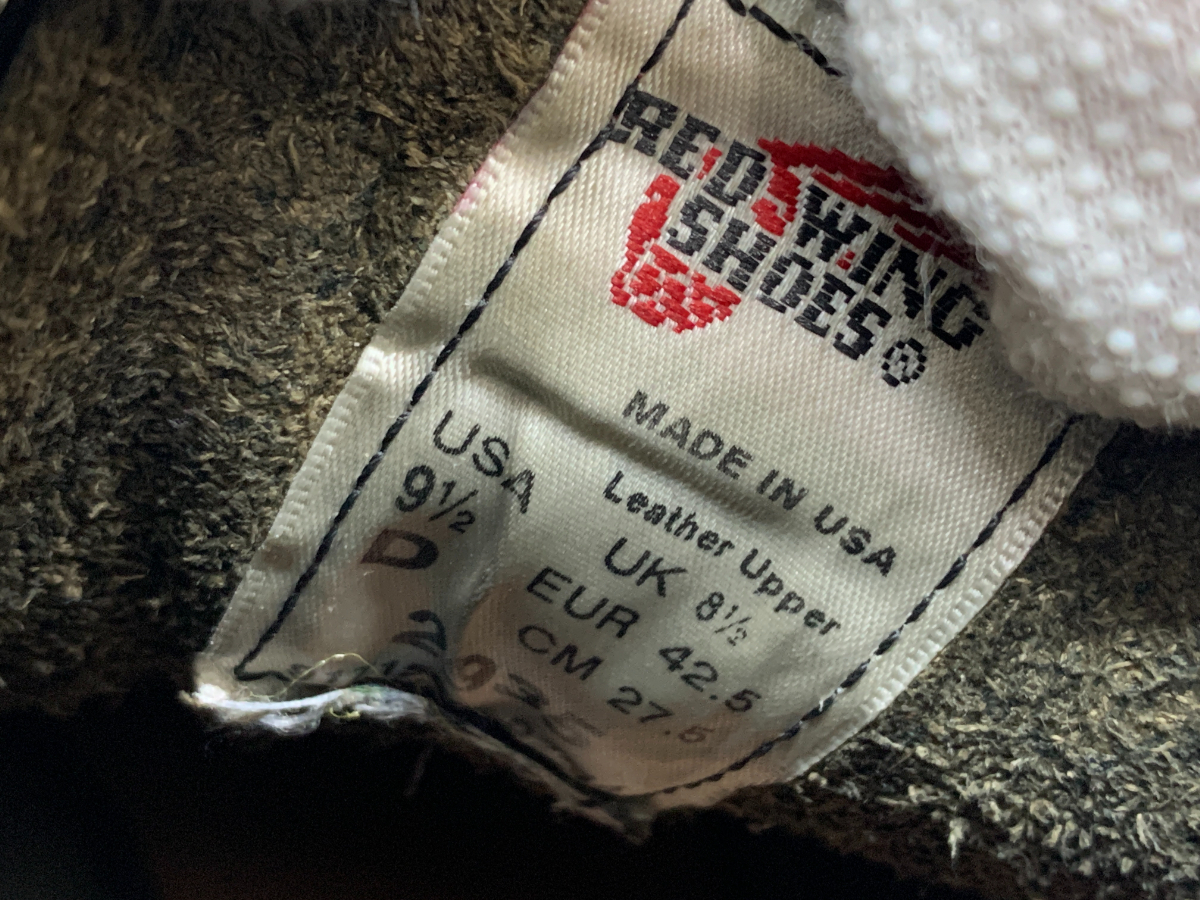 RED WING
SHOES®
MADE IN USA
Leather Upper
USA
9½
D
UK 8½
EUR 42.5
CM 27.5